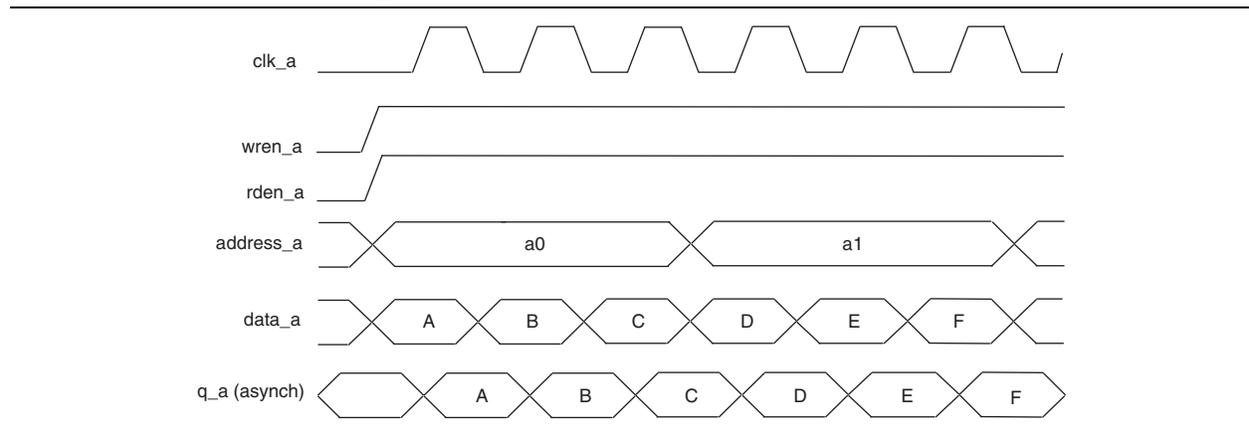 clk_a
wren_a
rden_a
address_a a0 a1
data_a A B C D E F
q_a (asynch) A B C D E F